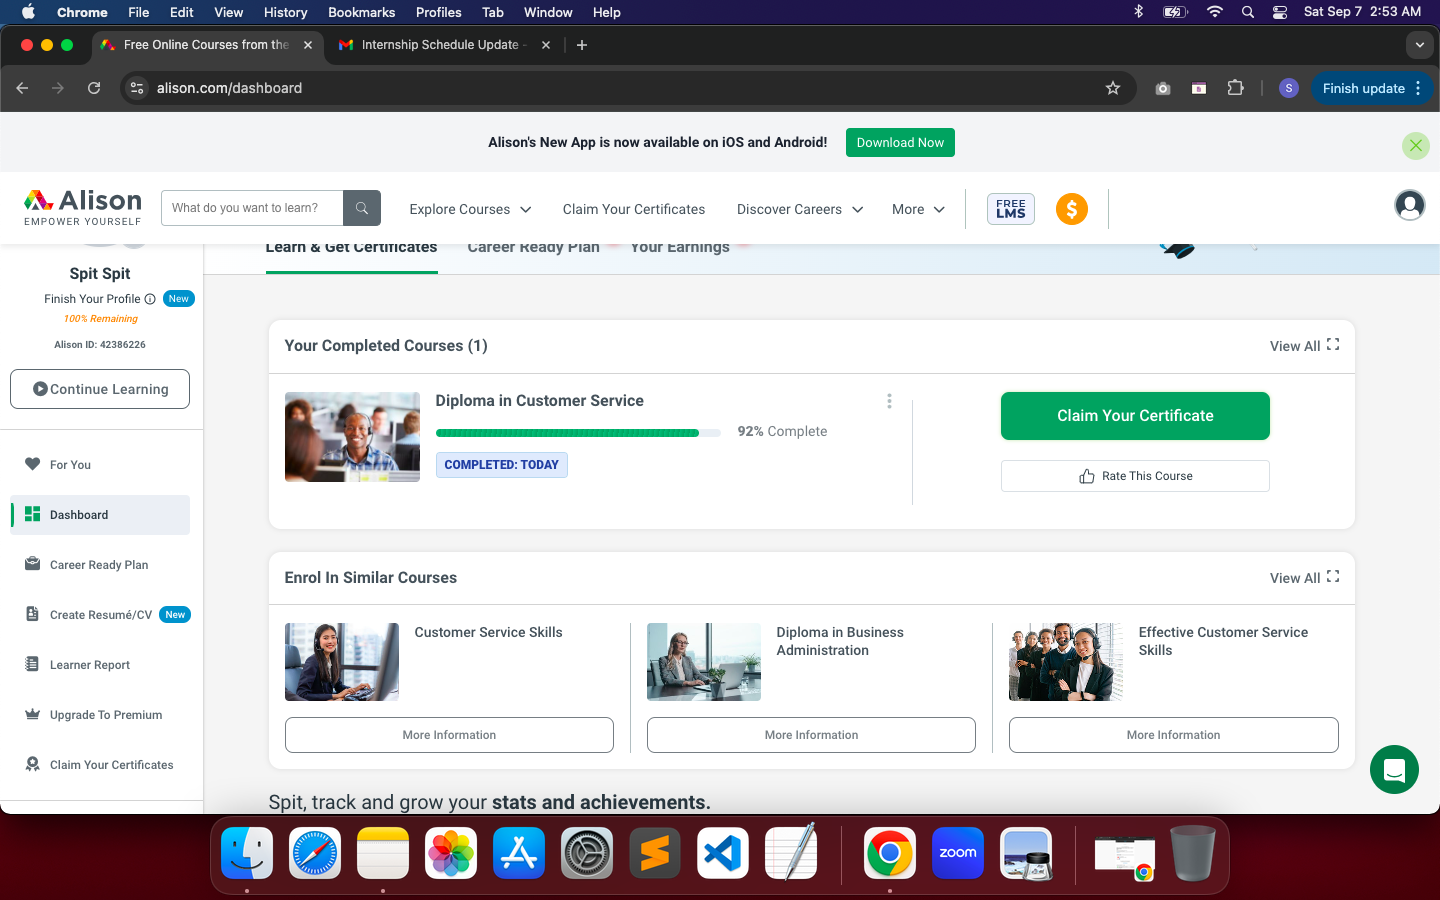 Chrome File Edit View History Bookmarks Profiles Tab Window Help Sat Sep 7 2:53 AM
Free Online Courses from the
Internship Schedule Update -
alison.com/dashboard
S
Finish update
Alison's New App is now available on iOS and Android!
Download Now
Alison
EMPOWER YOURSELF
What do you want to learn?
Explore Courses
Claim Your Certificates
Discover Careers
More
FREE
LMS
$
Learn & Get Certificates
Career Ready Plan
Your Earnings
Spit Spit
Finish Your Profile
New
100% Remaining
Alison ID: 42386226
Continue Learning
For You
Dashboard
Career Ready Plan
Create Resumé/CV
New
Learner Report
Upgrade To Premium
Claim Your Certificates
Your Completed Courses (1)
View All
Diploma in Customer Service
92% Complete
COMPLETED: TODAY
Claim Your Certificate
Rate This Course
Enrol In Similar Courses
View All
Customer Service Skills
More Information
Diploma in Business
Administration
More Information
Effective Customer Service
Skills
More Information
Spit, track and grow your stats and achievements.
zoom